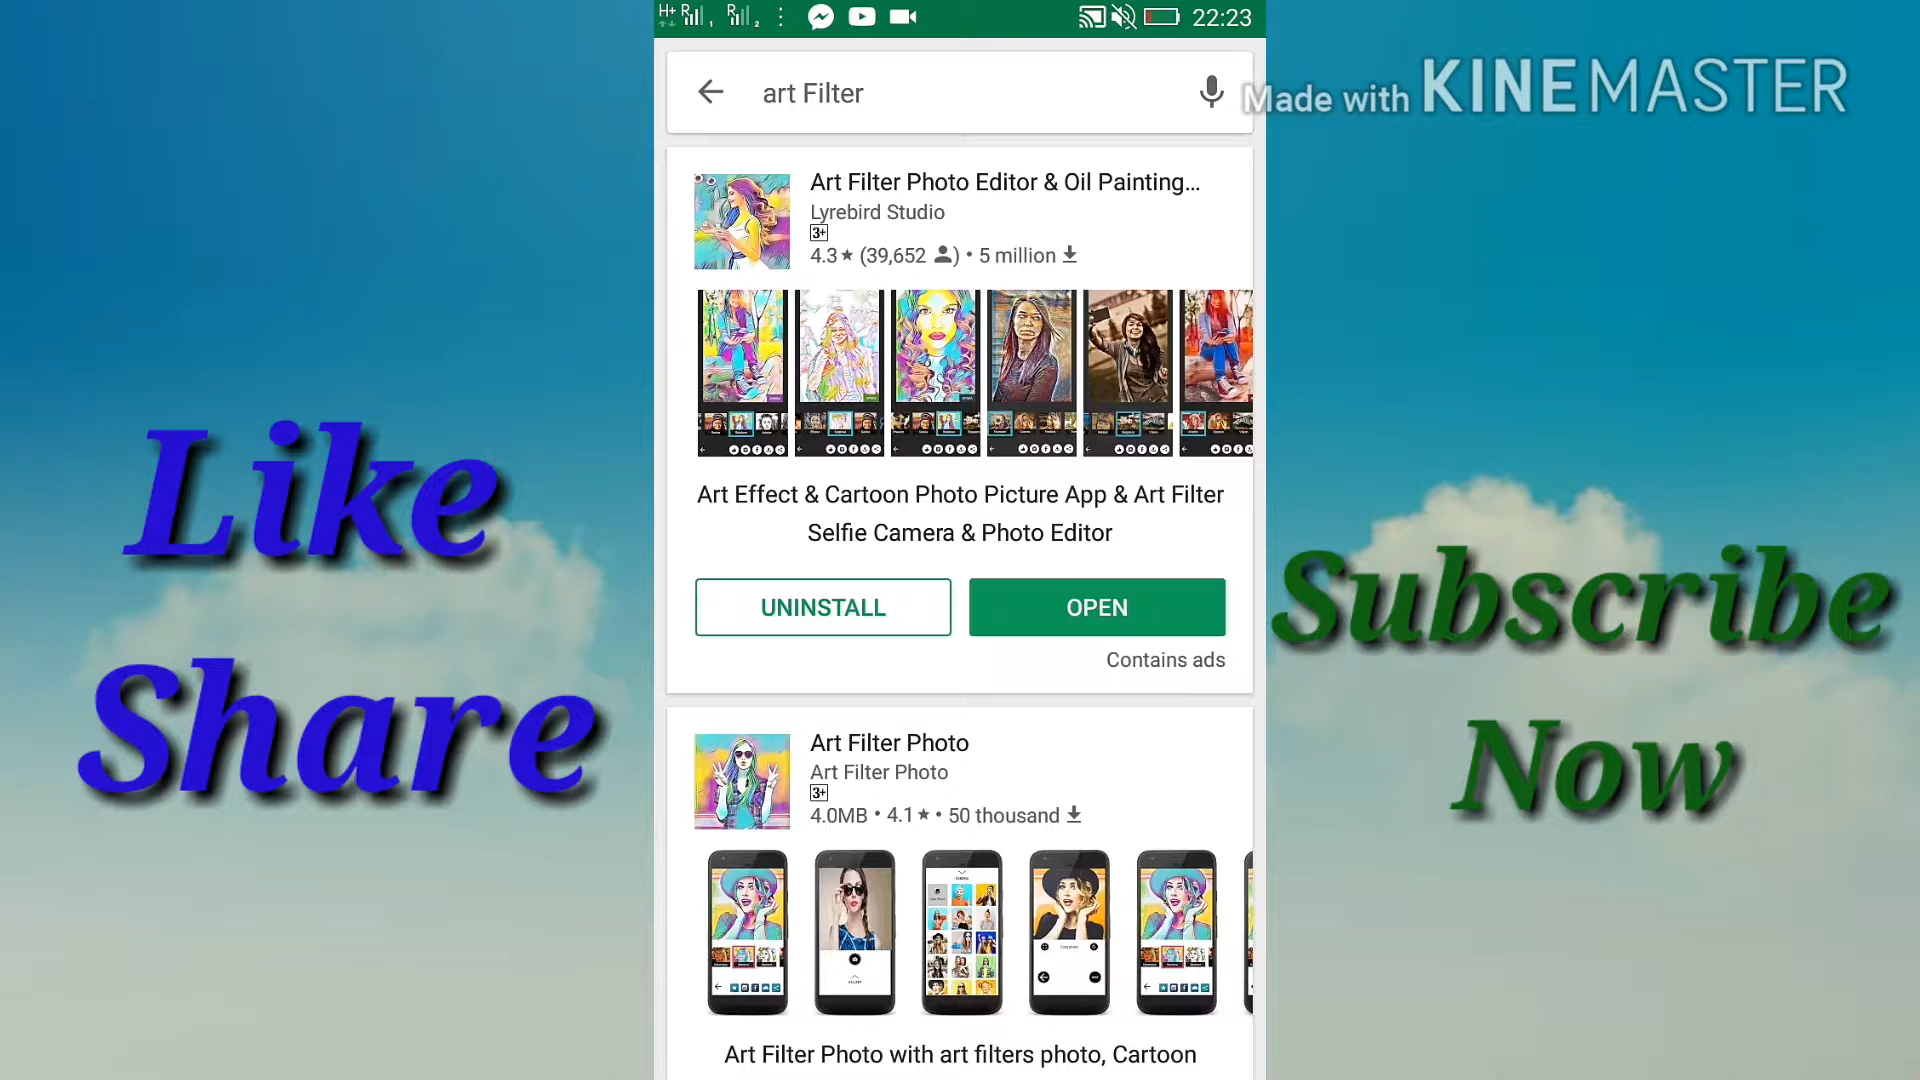 H+ R 1 R 2 22:23
art Filter
Made with KINEMASTER
Art Filter Photo Editor & Oil Painting...
Lyrebird Studio
3+
4.3★ (39,652 ) • 5 million
Art Effect & Cartoon Photo Picture App & Art Filter
Selfie Camera & Photo Editor
UNINSTALL OPEN
Contains ads
Like
Share
Subscribe
Now
Art Filter Photo
Art Filter Photo
3+
4.0MB • 4.1★ • 50 thousand
Art Filter Photo with art filters photo, Cartoon